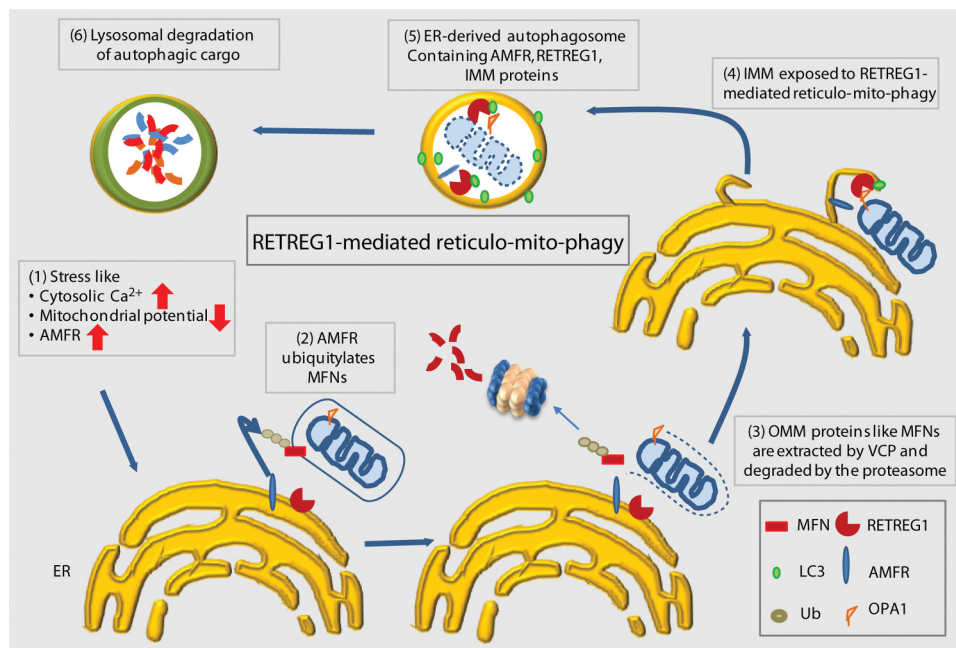 (6) Lysosomal degradation
of autophagic cargo
(5) ER-derived autophagosome
Containing AMFR, RETREG1,
IMM proteins
(4) IMM exposed to RETREG1-
mediated reticulo-mito-phagy
RETREG1-mediated reticulo-mito-phagy
(1) Stress like
• Cytosolic Ca²⁺
• Mitochondrial potential
• AMFR
(2) AMFR
ubiquitylates
MFNs
(3) OMM proteins like MFNs
are extracted by VCP and
degraded by the proteasome
ER
MFN RETREG1
LC3 AMFR
Ub OPA1